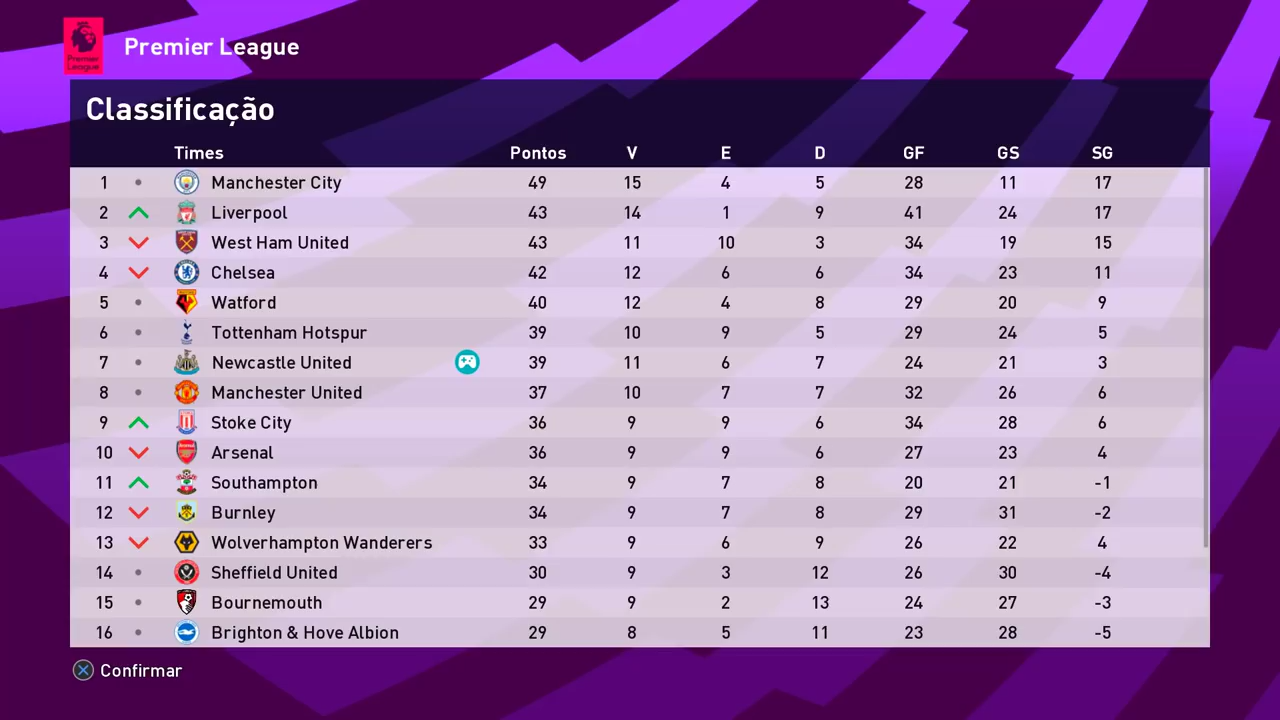 Premier League
Premier League
Classificação
Times Pontos V E D GF GS SG
1 Manchester City 49 15 4 5 28 11 17
2 Liverpool 43 14 1 9 41 24 17
3 West Ham United 43 11 10 3 34 19 15
4 Chelsea 42 12 6 6 34 23 11
5 Watford 40 12 4 8 29 20 9
6 Tottenham Hotspur 39 10 9 5 29 24 5
7 Newcastle United 39 11 6 7 24 21 3
8 Manchester United 37 10 7 7 32 26 6
9 Stoke City 36 9 9 6 34 28 6
10 Arsenal 36 9 9 6 27 23 4
11 Southampton 34 9 7 8 20 21 -1
12 Burnley 34 9 7 8 29 31 -2
13 Wolverhampton Wanderers 33 9 6 9 26 22 4
14 Sheffield United 30 9 3 12 26 30 -4
15 Bournemouth 29 9 2 13 24 27 -3
16 Brighton & Hove Albion 29 8 5 11 23 28 -5
Confirmar